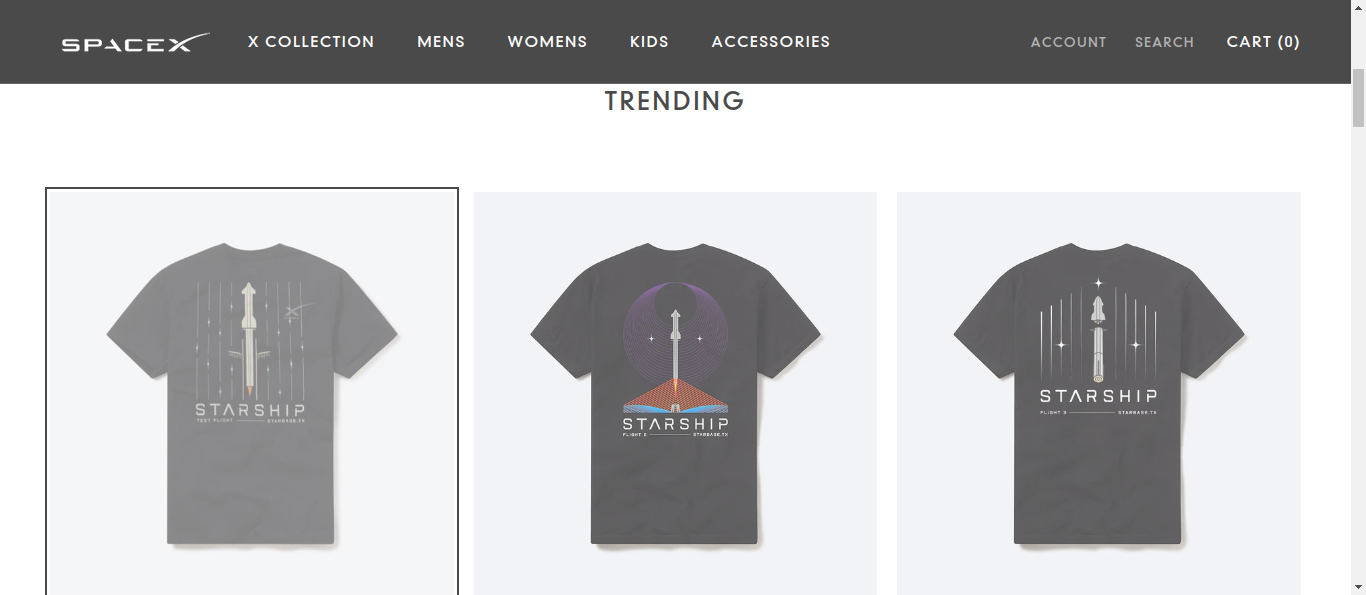 SPACEX
X COLLECTION
MENS
WOMENS
KIDS
ACCESSORIES
ACCOUNT
SEARCH
CART (0)
TRENDING
STARSHIP
TEST FLIGHT STARBASE.TX
STARSHIP
FLIGHT 2 STARBASE.TX
STARSHIP
FLIGHT 3 STARBASE.TX